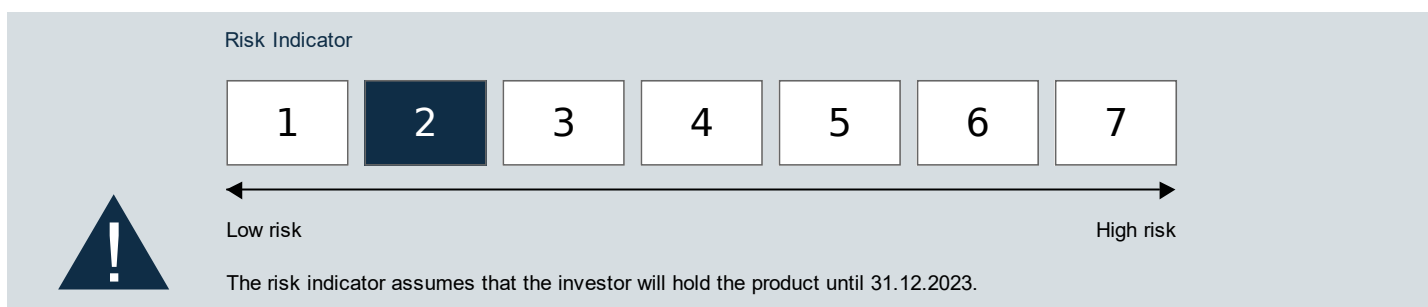 Risk Indicator
1 2 3 4 5 6 7
Low risk High risk
!
The risk indicator assumes that the investor will hold the product until 31.12.2023.